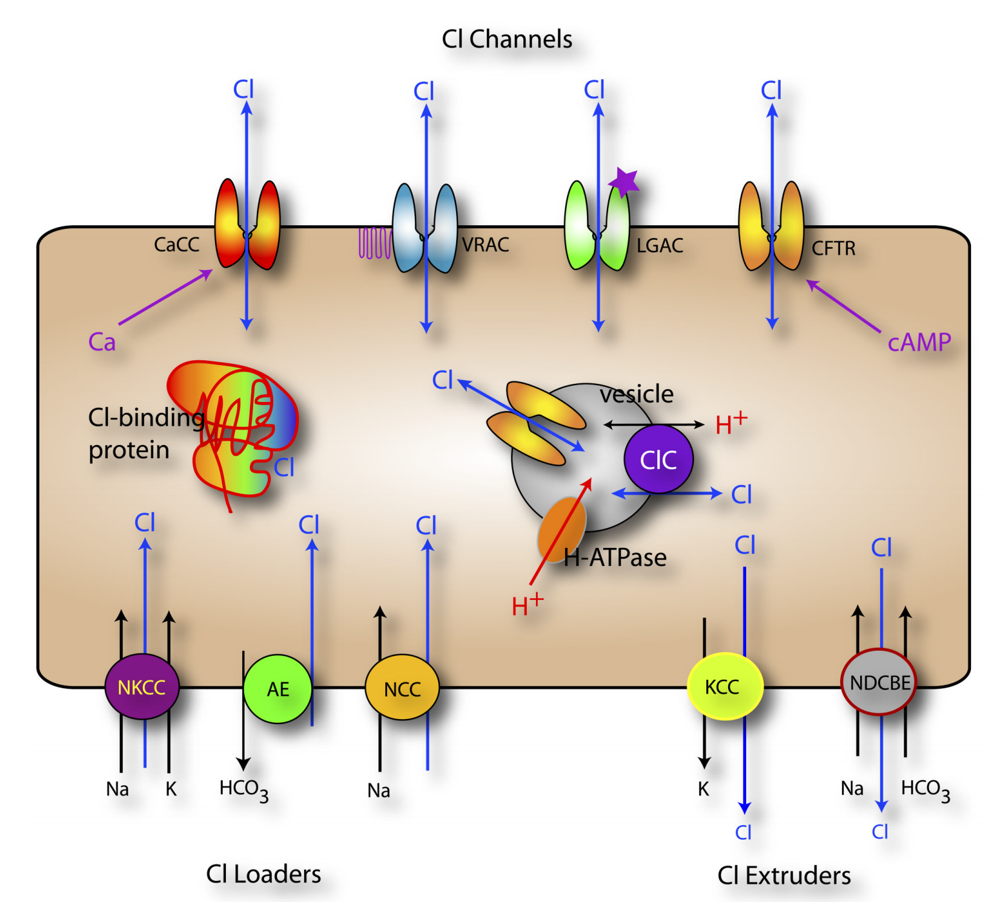 Cl Channels
Cl Cl Cl Cl
CaCC VRAC LGAC CFTR
Ca cAMP
Cl-binding
protein
Cl
Cl
vesicle
H+
ClC
Cl
H-ATPase
H+
Cl Cl Cl Cl Cl
NKCC AE NCC KCC NDCBE
Na K HCO3 Na K Na HCO3
Cl Cl
Cl Loaders Cl Extruders